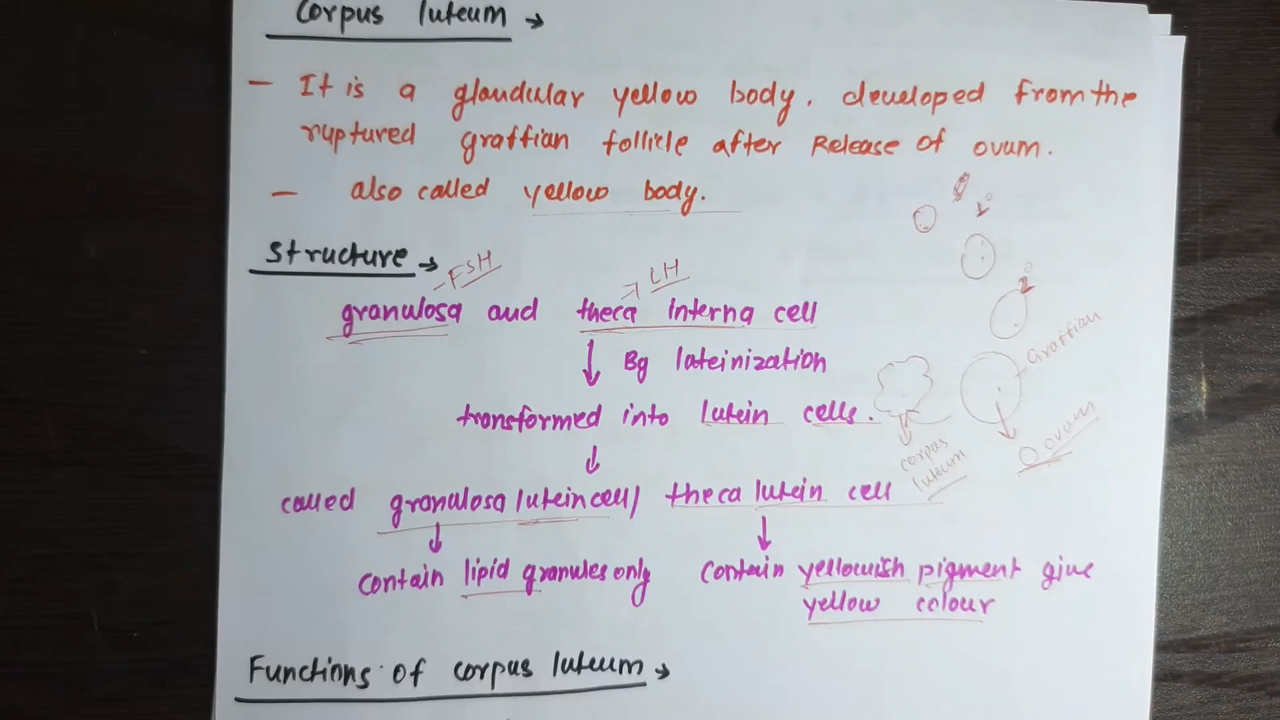 Corpus luteum →
- It is a glandular yellow body. developed from the
ruptured graffian follicle after Release of ovum.
- also called yellow body.
Structure →
FSH
LH
granulosa and theca interna cell
Bg lateinization
transformed into lutein cells.
Graffian
ovum
corpus
luteum
called granulosa lutein cell/ theca lutein cell
contain lipid granules only
contain yellowish pigment give
yellow colour
Functions of corpus luteum →